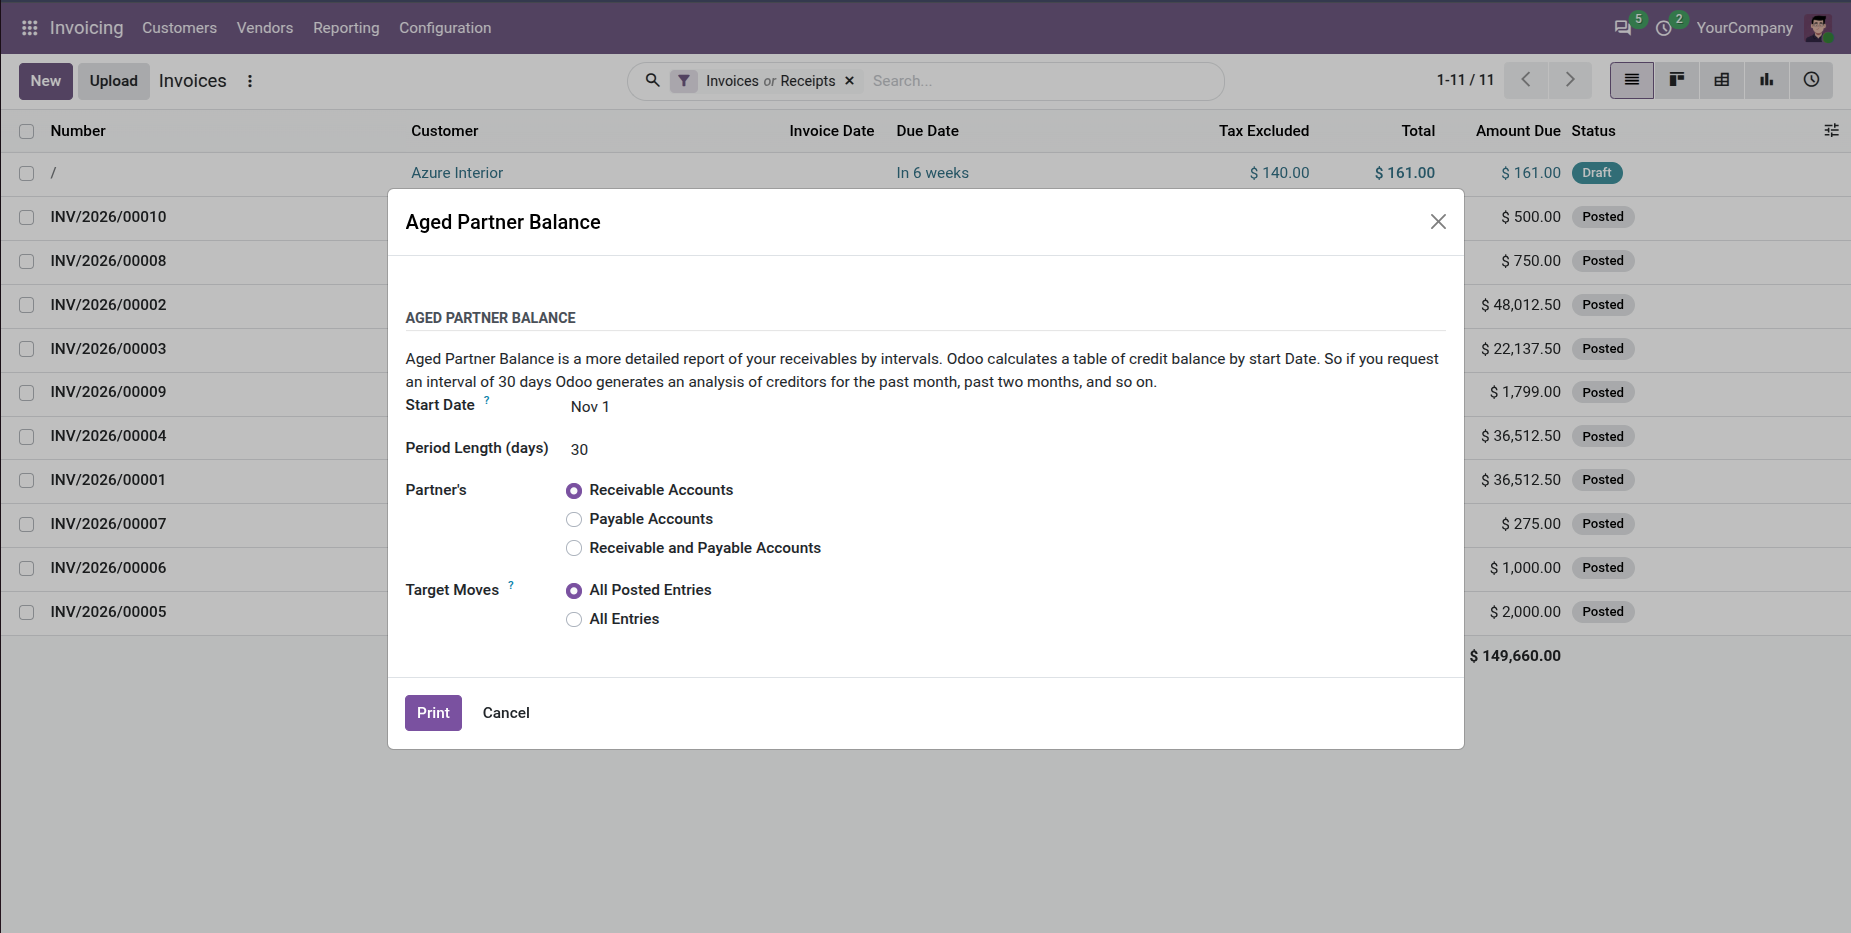 Invoicing Customers Vendors Reporting Configuration 5 2 YourCompany
New Upload Invoices Invoices or Receipts Search... 1-11 / 11
Number Customer Invoice Date Due Date Tax Excluded Total Amount Due Status
/ Azure Interior In 6 weeks $ 140.00 $ 161.00 $ 161.00 Draft
INV/2026/00010 $ 500.00 Posted
INV/2026/00008 $ 750.00 Posted
INV/2026/00002 $ 48,012.50 Posted
INV/2026/00003 $ 22,137.50 Posted
INV/2026/00009 $ 1,799.00 Posted
INV/2026/00004 $ 36,512.50 Posted
INV/2026/00001 $ 36,512.50 Posted
INV/2026/00007 $ 275.00 Posted
INV/2026/00006 $ 1,000.00 Posted
INV/2026/00005 $ 2,000.00 Posted
$ 149,660.00
Aged Partner Balance
AGED PARTNER BALANCE
Aged Partner Balance is a more detailed report of your receivables by intervals. Odoo calculates a table of credit balance by start Date. So if you request
an interval of 30 days Odoo generates an analysis of creditors for the past month, past two months, and so on.
Start Date ? Nov 1
Period Length (days) 30
Partner's Receivable Accounts
Payable Accounts
Receivable and Payable Accounts
Target Moves ? All Posted Entries
All Entries
Print Cancel